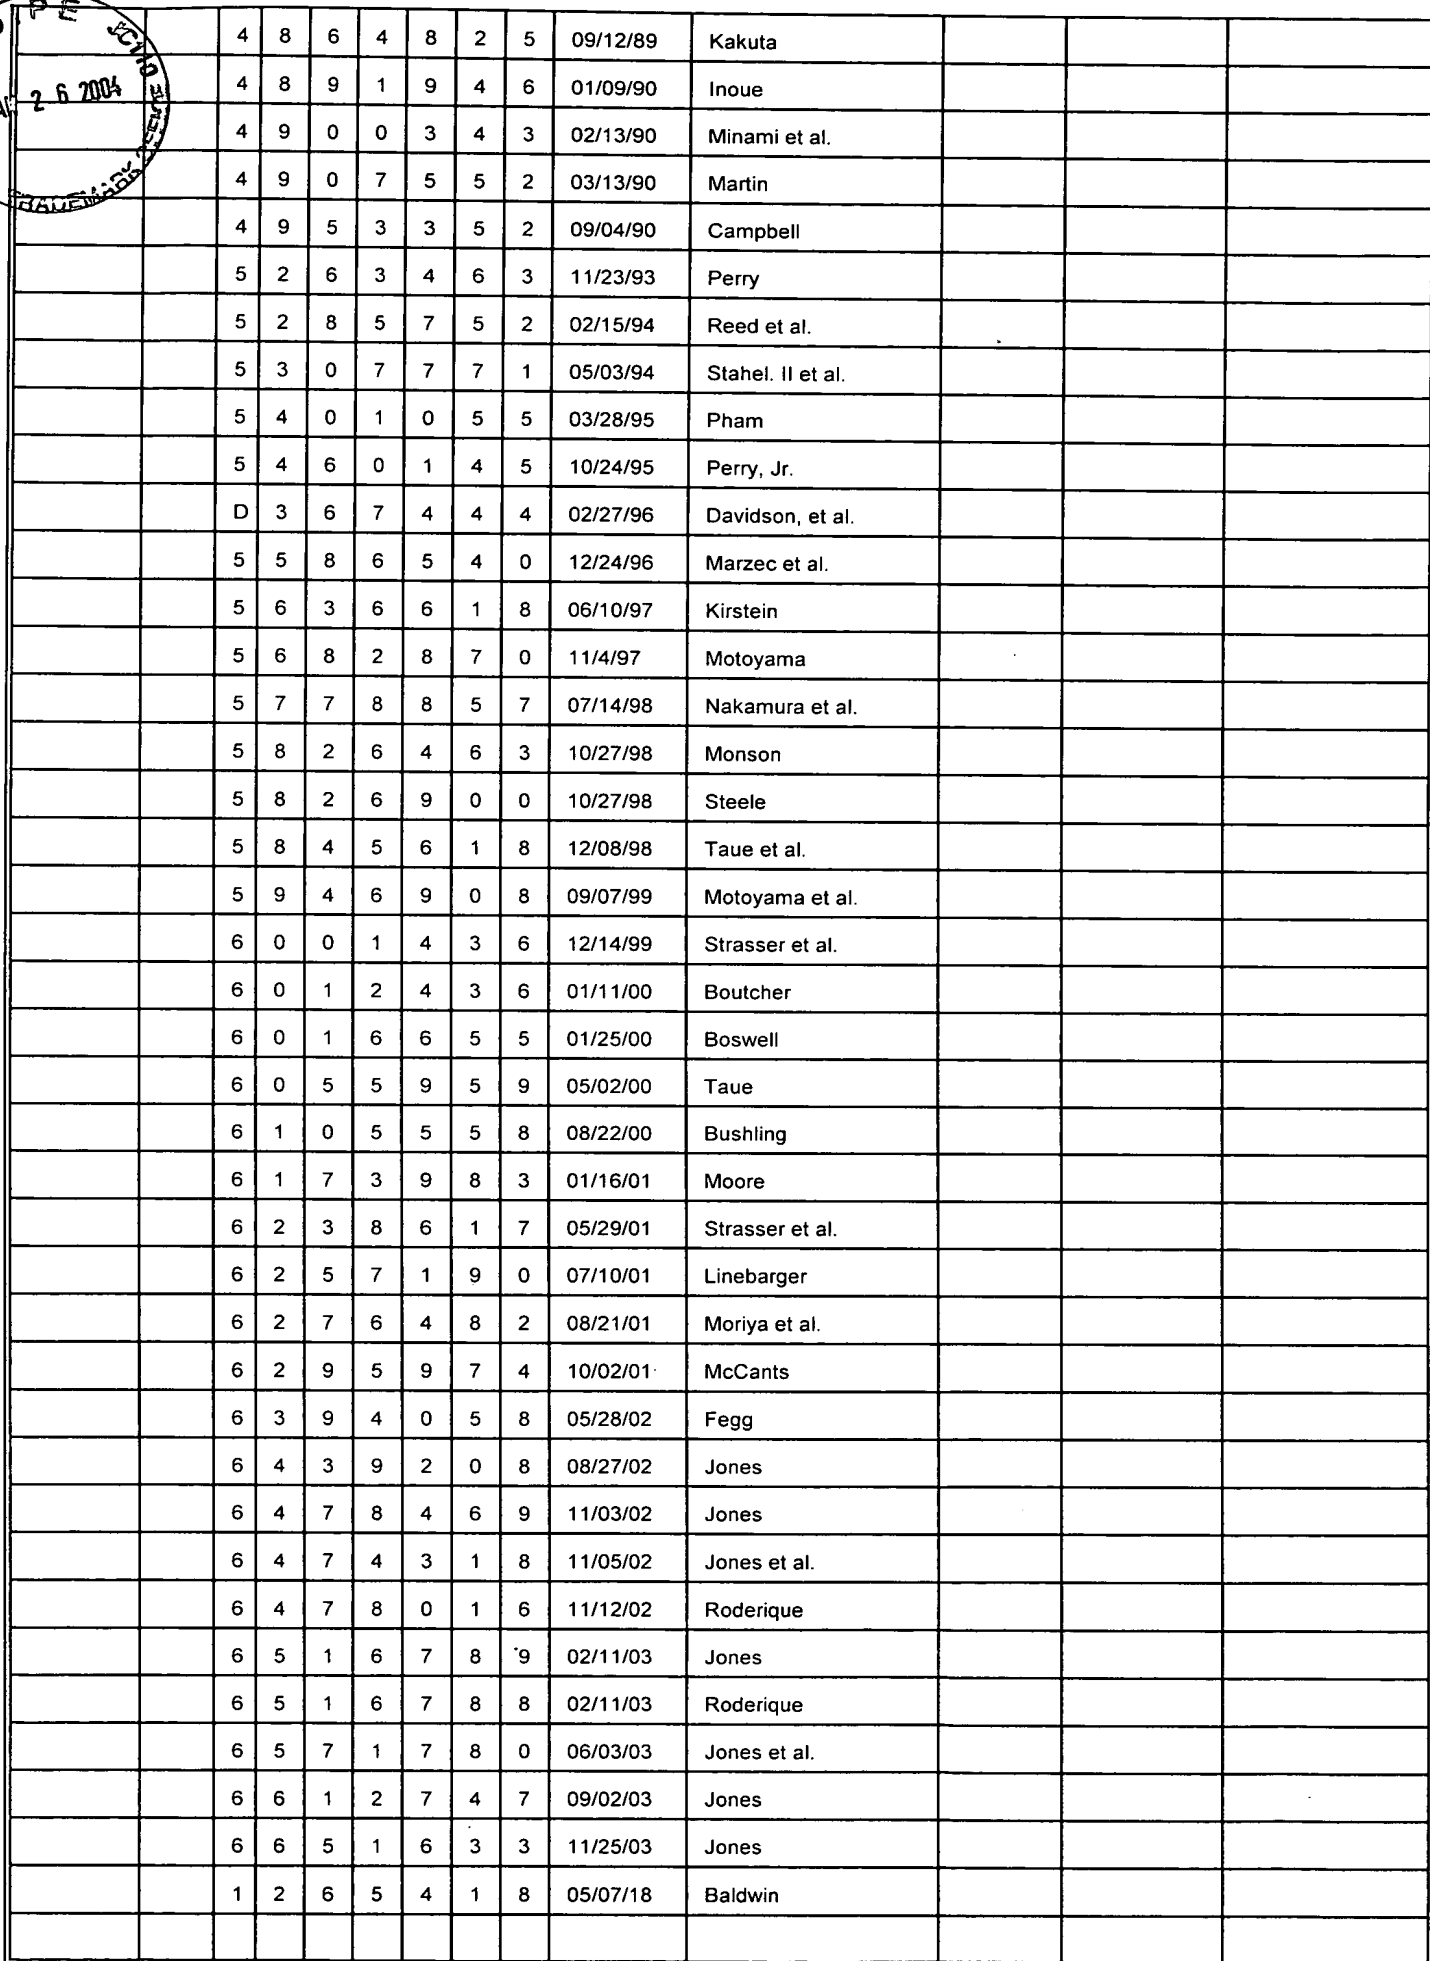 P E
JC110
2 6 2004
4 8 6 4 8 2 5 09/12/89 Kakuta
4 8 9 1 9 4 6 01/09/90 Inoue
4 9 0 0 3 4 3 02/13/90 Minami et al.
4 9 0 7 5 5 2 03/13/90 Martin
4 9 5 3 3 5 2 09/04/90 Campbell
5 2 6 3 4 6 3 11/23/93 Perry
5 2 8 5 7 5 2 02/15/94 Reed et al.
5 3 0 7 7 7 1 05/03/94 Stahel. II et al.
5 4 0 1 0 5 5 03/28/95 Pham
5 4 6 0 1 4 5 10/24/95 Perry, Jr.
D 3 6 7 4 4 4 02/27/96 Davidson, et al.
5 5 8 6 5 4 0 12/24/96 Marzec et al.
5 6 3 6 6 1 8 06/10/97 Kirstein
5 6 8 2 8 7 0 11/4/97 Motoyama
5 7 7 8 8 5 7 07/14/98 Nakamura et al.
5 8 2 6 4 6 3 10/27/98 Monson
5 8 2 6 9 0 0 10/27/98 Steele
5 8 4 5 6 1 8 12/08/98 Taue et al.
5 9 4 6 9 0 8 09/07/99 Motoyama et al.
6 0 0 1 4 3 6 12/14/99 Strasser et al.
6 0 1 2 4 3 6 01/11/00 Boutcher
6 0 1 6 6 5 5 01/25/00 Boswell
6 0 5 5 9 5 9 05/02/00 Taue
6 1 0 5 5 5 8 08/22/00 Bushling
6 1 7 3 9 8 3 01/16/01 Moore
6 2 3 8 6 1 7 05/29/01 Strasser et al.
6 2 5 7 1 9 0 07/10/01 Linebarger
6 2 7 6 4 8 2 08/21/01 Moriya et al.
6 2 9 5 9 7 4 10/02/01 McCants
6 3 9 4 0 5 8 05/28/02 Fegg
6 4 3 9 2 0 8 08/27/02 Jones
6 4 7 8 4 6 9 11/03/02 Jones
6 4 7 4 3 1 8 11/05/02 Jones et al.
6 4 7 8 0 1 6 11/12/02 Roderique
6 5 1 6 7 8 9 02/11/03 Jones
6 5 1 6 7 8 8 02/11/03 Roderique
6 5 7 1 7 8 0 06/03/03 Jones et al.
6 6 1 2 7 4 7 09/02/03 Jones
6 6 5 1 6 3 3 11/25/03 Jones
1 2 6 5 4 1 8 05/07/18 Baldwin